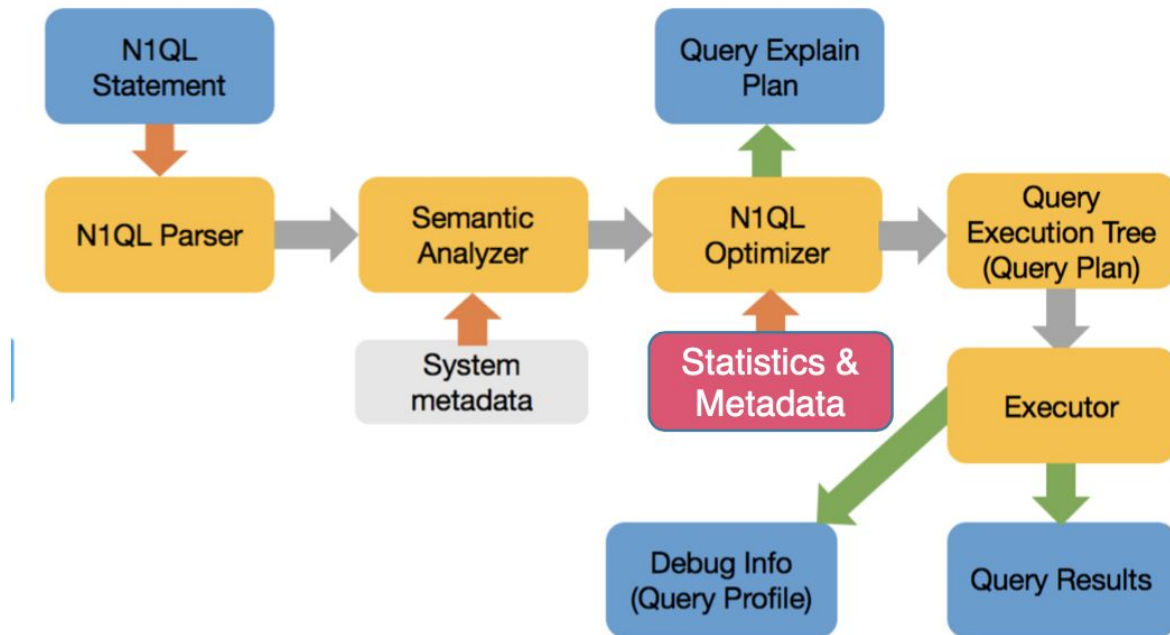 N1QL
Statement
Query Explain
Plan
N1QL Parser
Semantic
Analyzer
N1QL
Optimizer
Query
Execution Tree
(Query Plan)
System
metadata
Statistics &
Metadata
Executor
Debug Info
(Query Profile)
Query Results